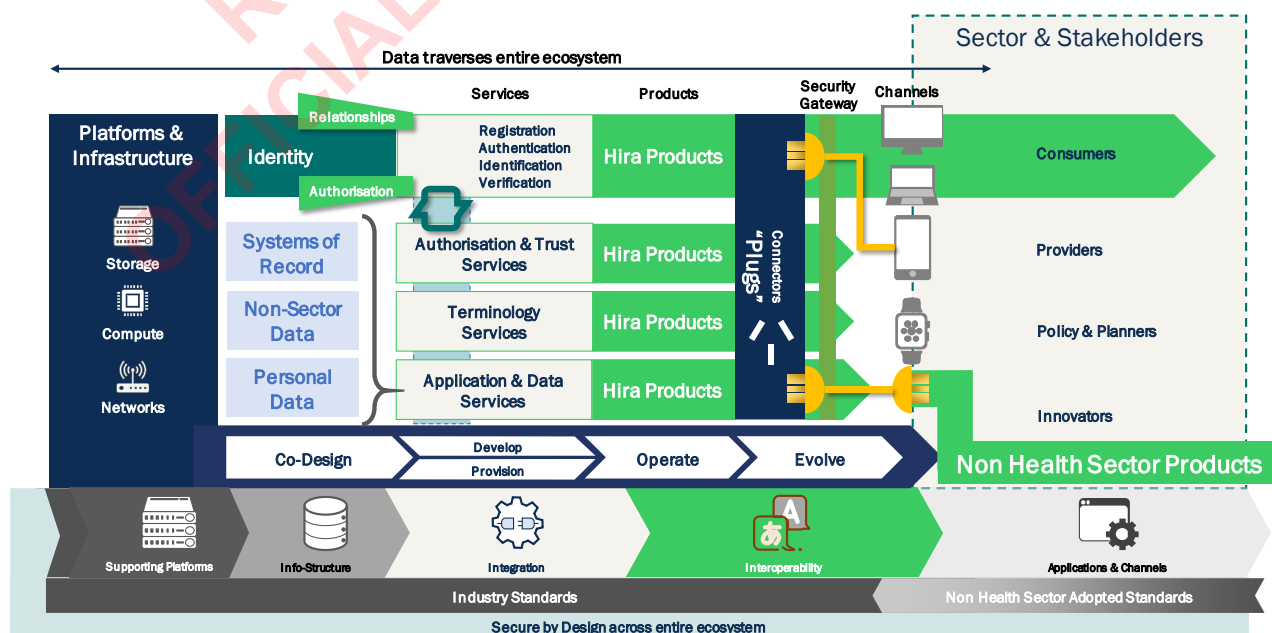 Sector & Stakeholders
Data traverses entire ecosystem
Services
Products
Security
Gateway
Channels
Platforms &
Infrastructure
Storage
Compute
Networks
Relationships
Identity
Authorisation
Registration
Authentication
Identification
Verification
Hira Products
Consumers
Systems of
Record
Authorisation & Trust
Services
Hira Products
Connectors
“Plugs”
Providers
Non-Sector
Data
Terminology
Services
Hira Products
Policy & Planners
Personal
Data
Application & Data
Services
Hira Products
Innovators
Co-Design
Develop
Provision
Operate
Evolve
Non Health Sector Products
Supporting Platforms
Info-Structure
Integration
A
あ
Interoperability
Applications & Channels
Industry Standards
Non Health Sector Adopted Standards
Secure by Design across entire ecosystem
OFFICIAL